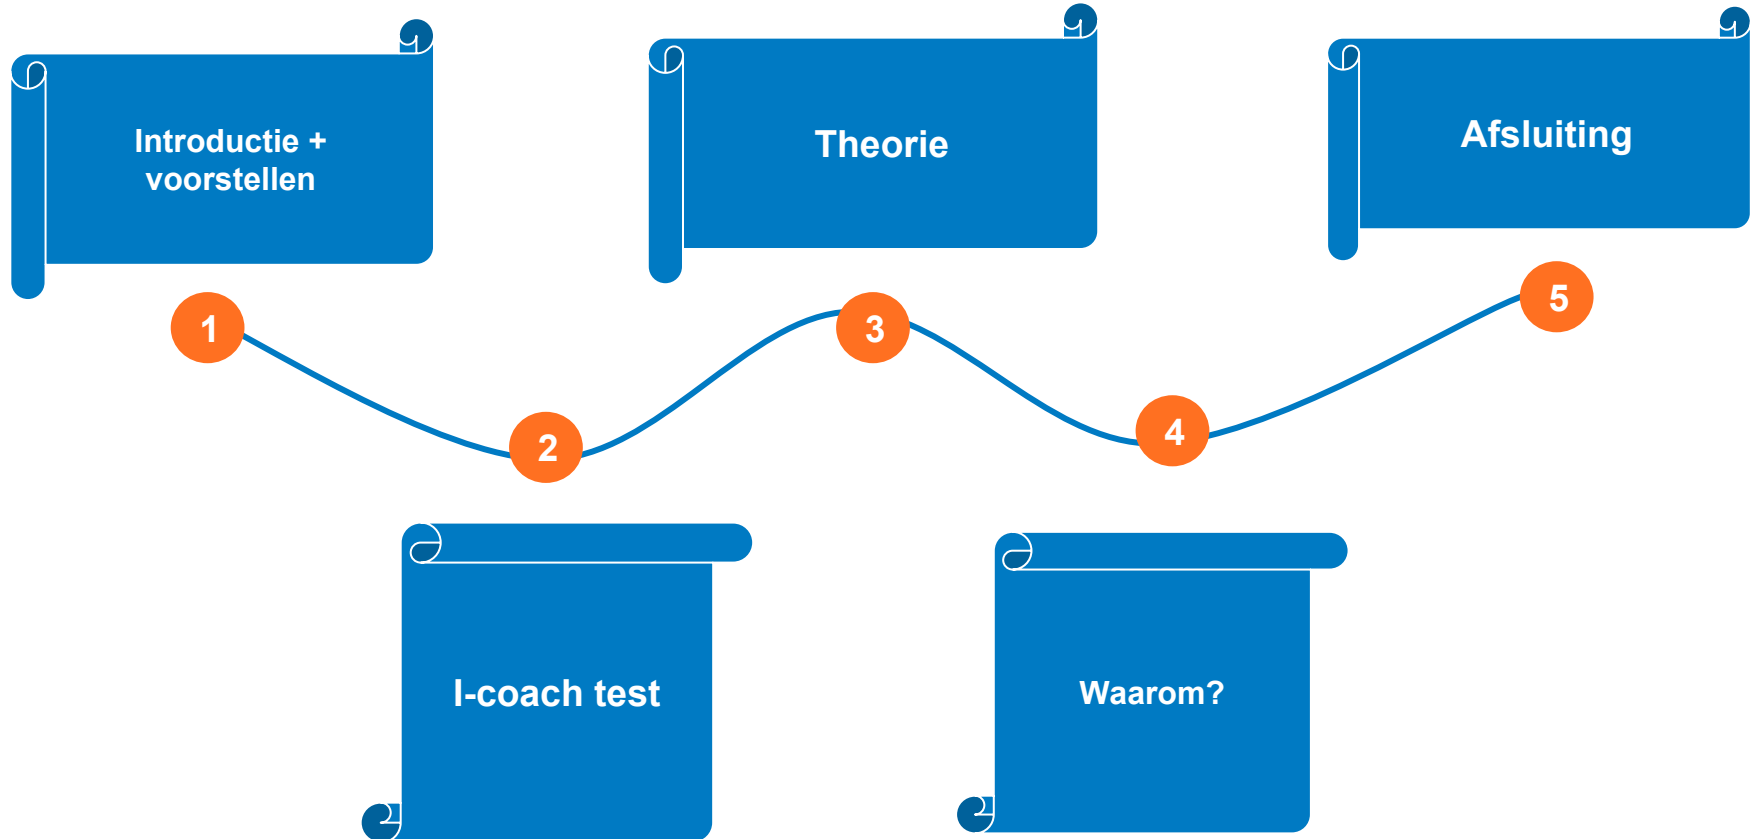 Introductie +
voorstellen
Theorie
Afsluiting
1
2
3
4
5
I-coach test
Waarom?